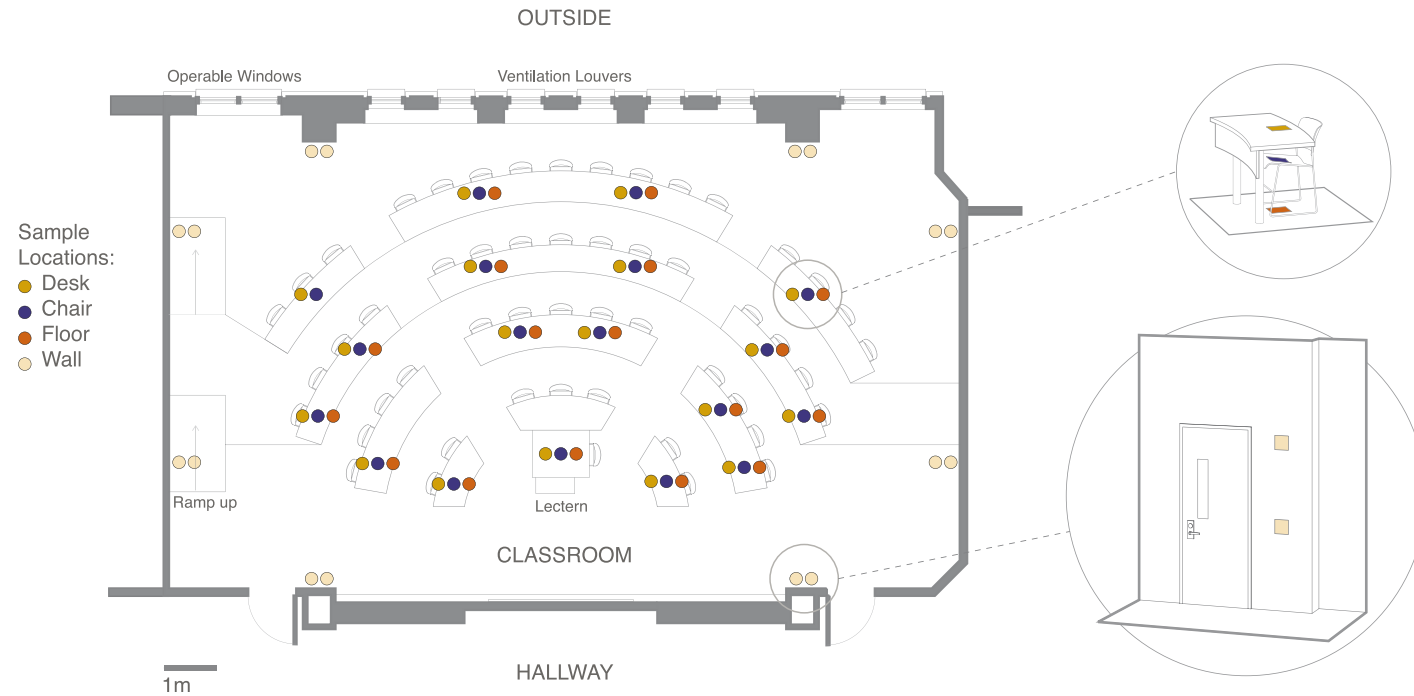 OUTSIDE
Operable Windows
Ventilation Louvers
Sample
Locations:
Desk
Chair
Floor
Wall
Ramp up
Lectern
CLASSROOM
HALLWAY
1m